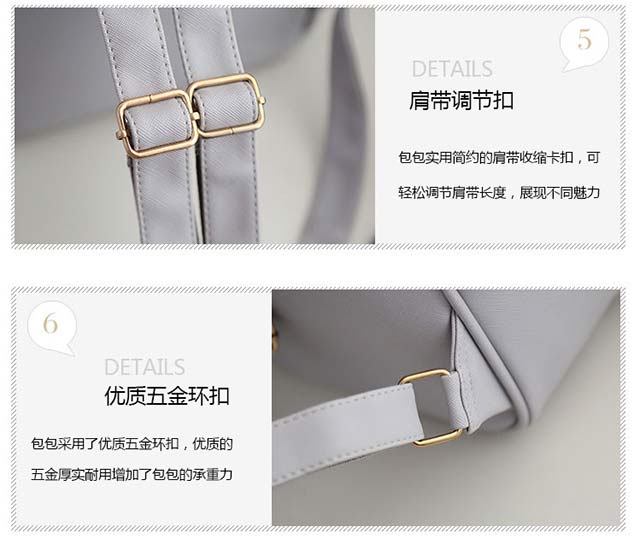 5
DETAILS
肩带调节扣
包包实用简约的肩带收缩卡扣，可
轻松调节肩带长度，展现不同魅力
6
DETAILS
优质五金环扣
包包采用了优质五金环扣，优质的
五金厚实耐用增加了包包的承重力